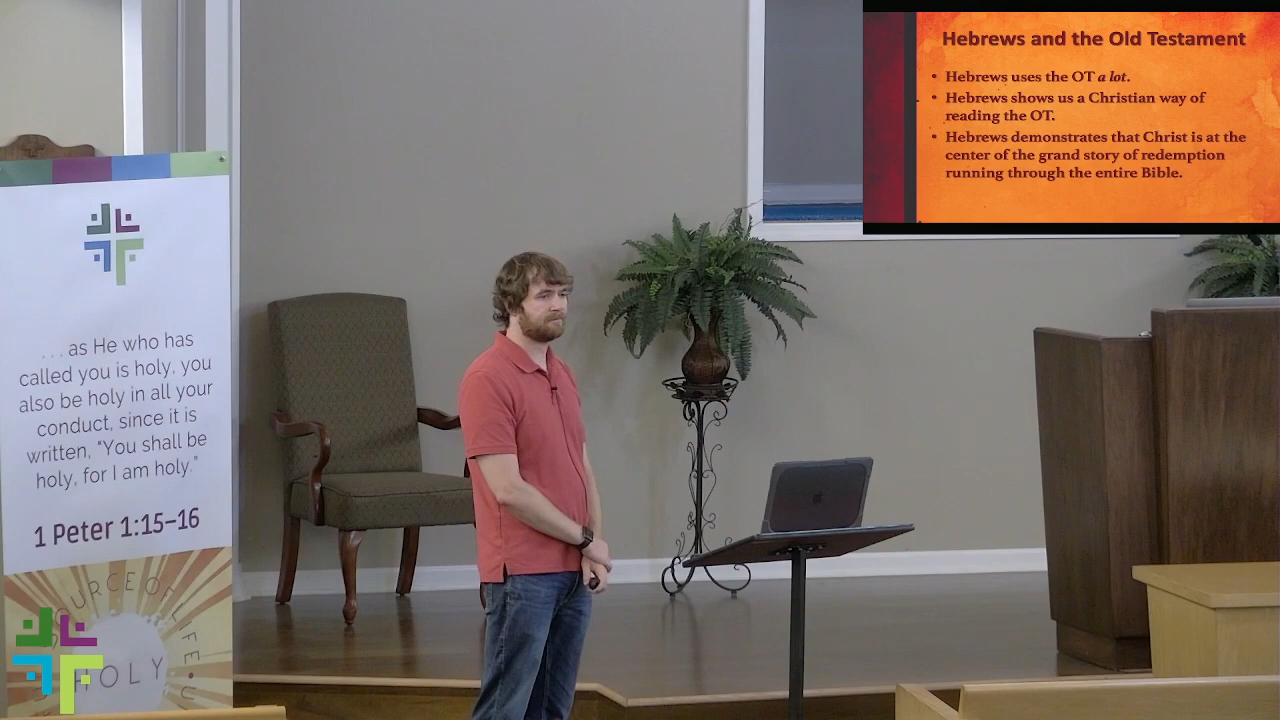 Hebrews and the Old Testament
• Hebrews uses the OT a lot.
• Hebrews shows us a Christian way of
reading the OT.
• Hebrews demonstrates that Christ is at the
center of the grand story of redemption
running through the entire Bible.
. . . as He who has
called you is holy, you
also be holy in all your
conduct, since it is
written, “You shall be
holy, for I am holy.”
1 Peter 1:15–16
OURCE OF LIFE • U
HOLY